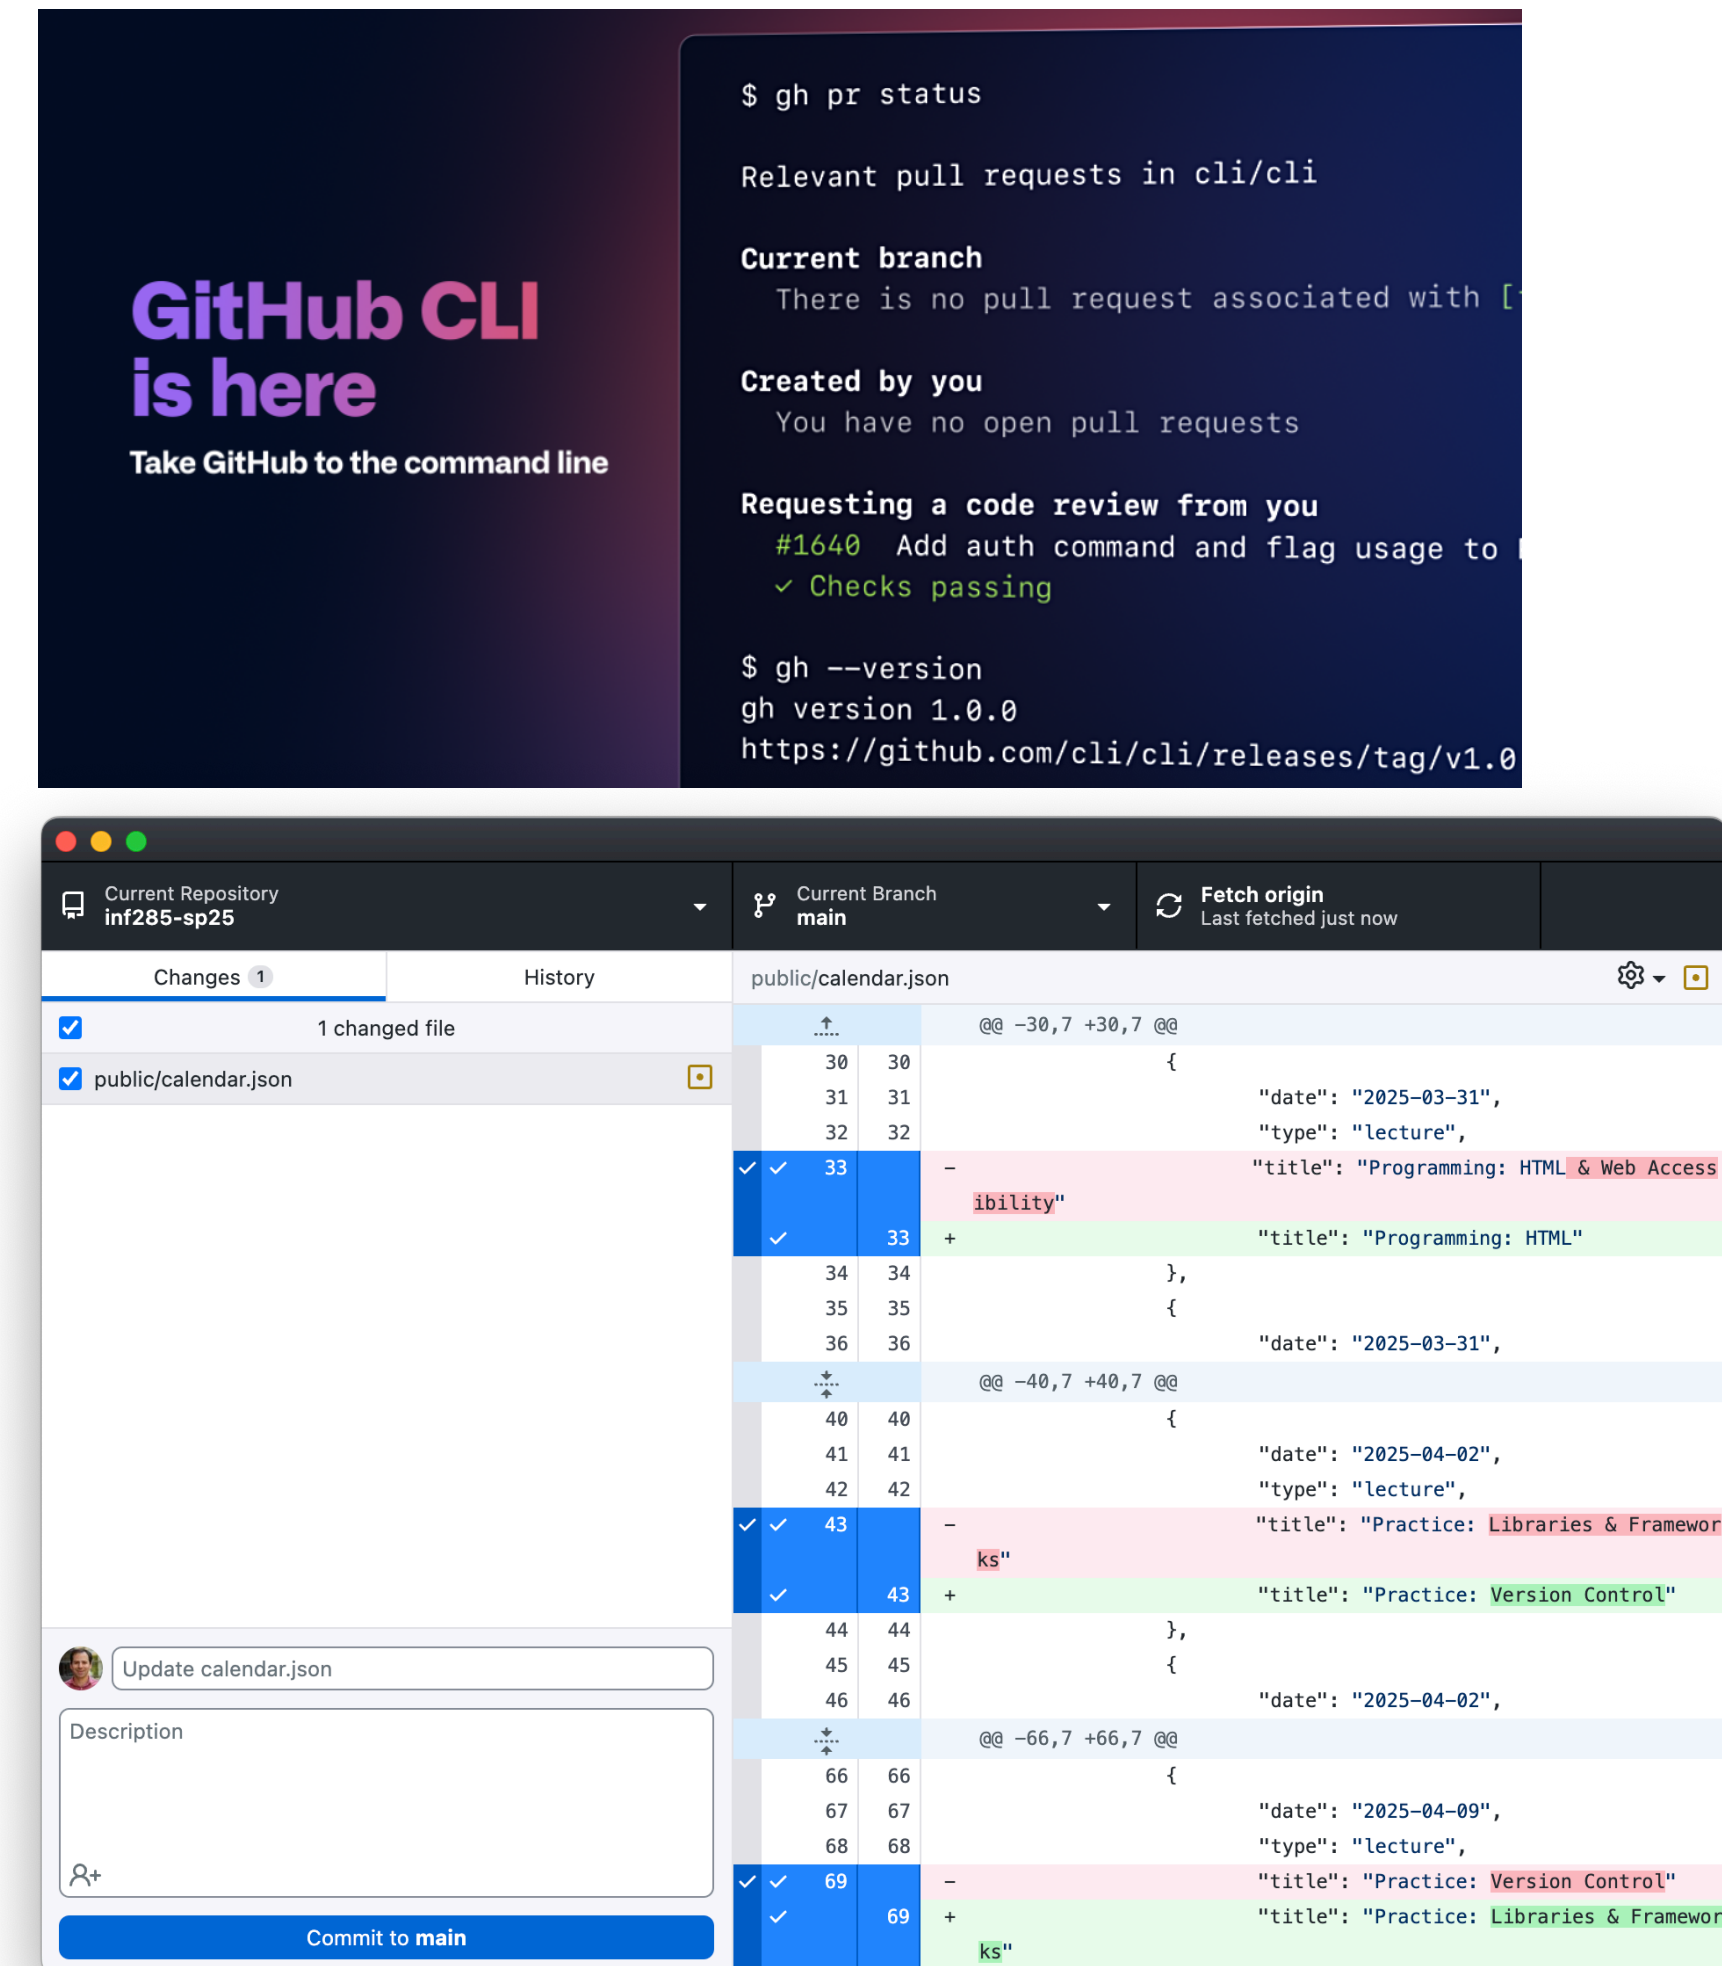 GitHub CLI
is here
Take GitHub to the command line
$ gh pr status
Relevant pull requests in cli/cli
Current branch
There is no pull request associated with [
Created by you
You have no open pull requests
Requesting a code review from you
#1640 Add auth command and flag usage to
✓ Checks passing
$ gh --version
gh version 1.0.0
https://github.com/cli/cli/releases/tag/v1.0
Current Repository
inf285-sp25
Current Branch
main
Fetch origin
Last fetched just now
Changes 1
History
1 changed file
public/calendar.json
Update calendar.json
Description
Commit to main
public/calendar.json
@@ -30,7 +30,7 @@
30 30 {
31 31 "date": "2025-03-31",
32 32 "type": "lecture",
33 - "title": "Programming: HTML & Web Access
ibility"
33 + "title": "Programming: HTML"
34 34 },
35 35 {
36 36 "date": "2025-03-31",
@@ -40,7 +40,7 @@
40 40 {
41 41 "date": "2025-04-02",
42 42 "type": "lecture",
43 - "title": "Practice: Libraries & Framewor
ks"
43 + "title": "Practice: Version Control"
44 44 },
45 45 {
46 46 "date": "2025-04-02",
@@ -66,7 +66,7 @@
66 66 {
67 67 "date": "2025-04-09",
68 68 "type": "lecture",
69 - "title": "Practice: Version Control"
69 + "title": "Practice: Libraries & Framewor
ks"